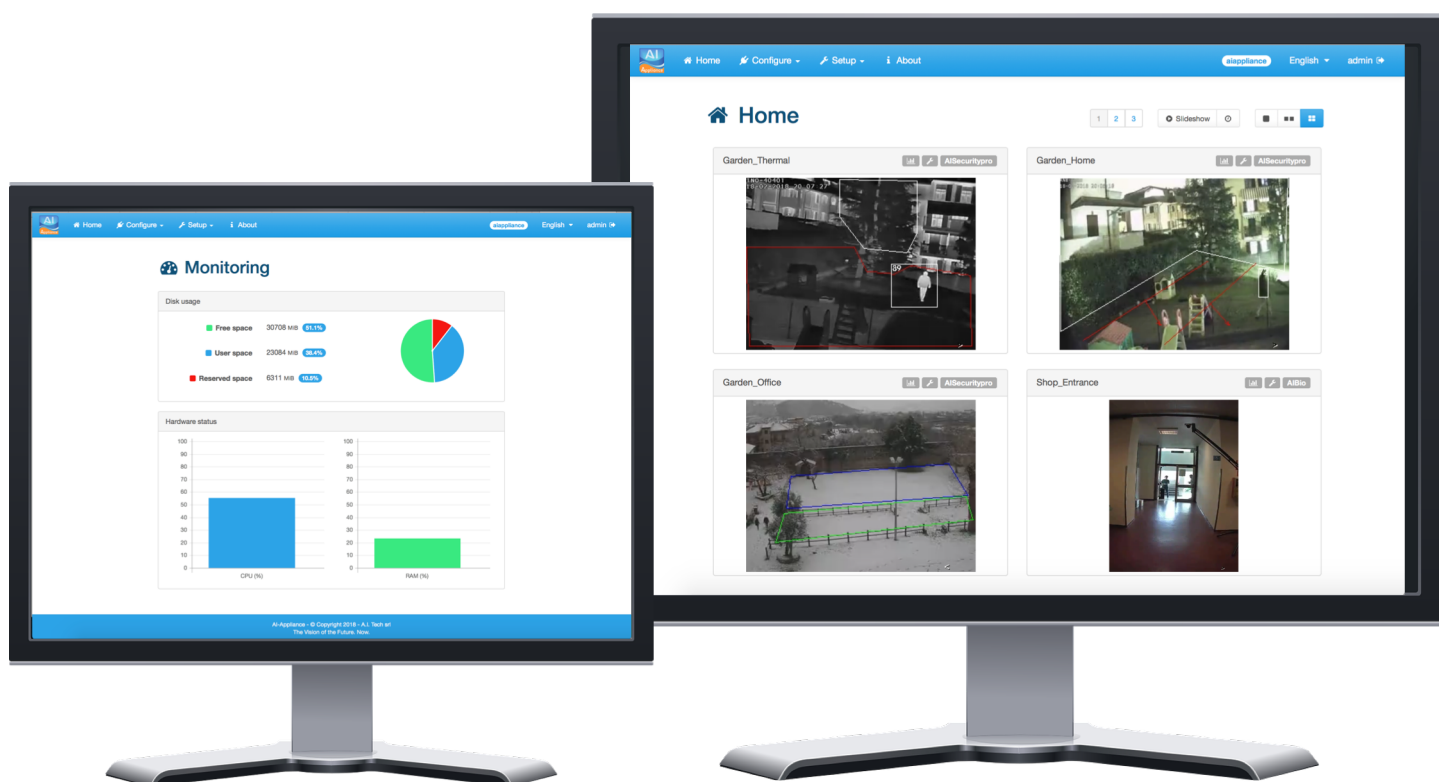 AI
Appliance
Home
Configure
Setup
About
aiappliance
English
admin
Monitoring
Disk usage
Free space 30708 MiB 51.1%
User space 23084 MiB 38.4%
Reserved space 6311 MiB 10.5%
Hardware status
100
90
80
70
60
50
40
30
20
10
0
CPU (%)
100
90
80
70
60
50
40
30
20
10
0
RAM (%)
AI-Appliance - © Copyright 2018 - A.I. Tech srl
The Vision of the Future. Now.
AI
Appliance
Home
Configure
Setup
About
aiappliance
English
admin
Home
1 2 3
Slideshow
Garden_Thermal
AISecuritypro
39
Garden_Home
AISecuritypro
Garden_Office
AISecuritypro
Shop_Entrance
AIBio